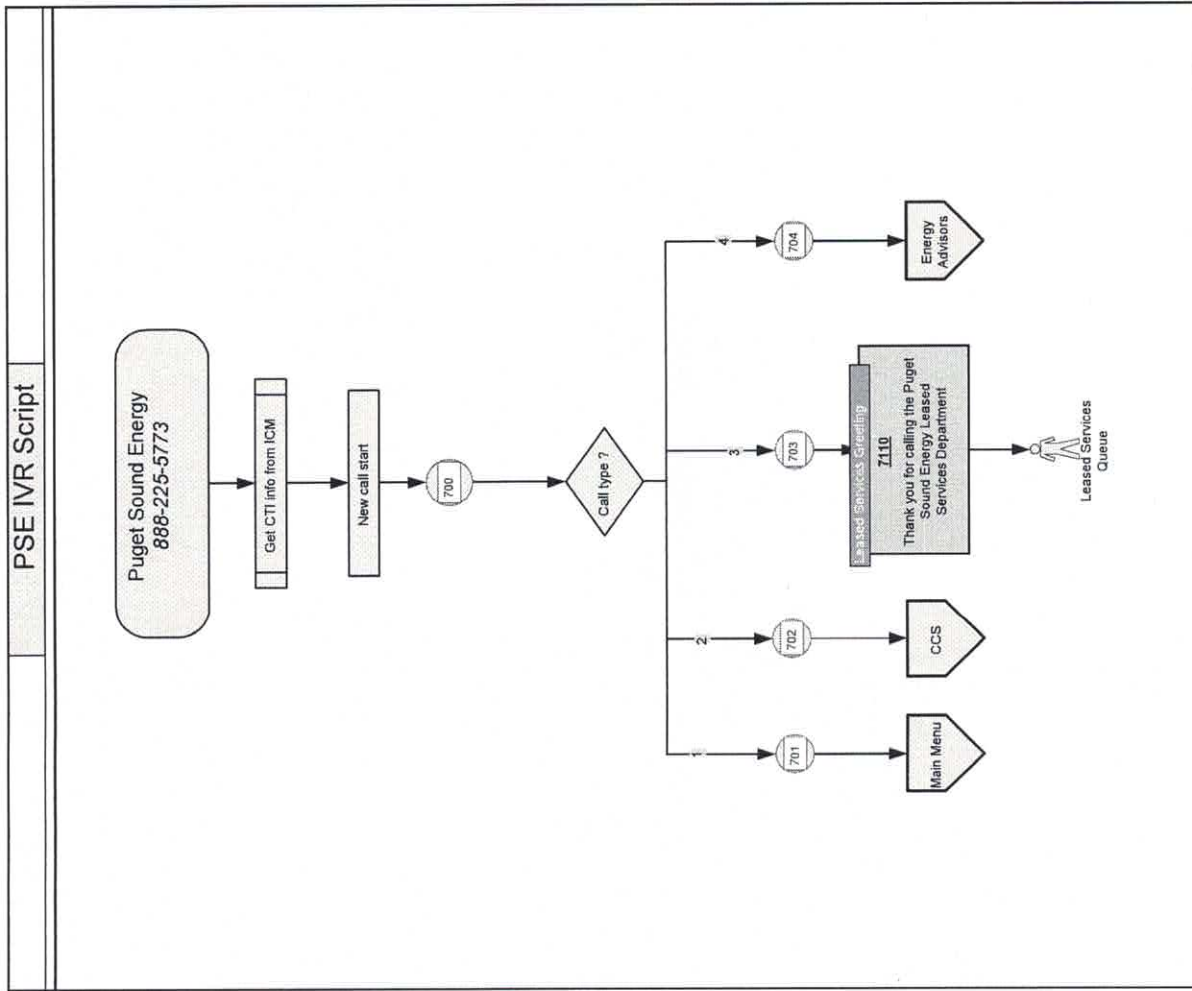 PSE IVR Script
Puget Sound Energy
888-225-5773
Get CTI info from ICM
New call start
700
Call type ?
1
2
3
4
701
702
703
704
Main Menu
CCS
Leased Services Greeting
7110
Thank you for calling the Puget
Sound Energy Leased
Services Department
Energy
Advisors
Leased Services
Queue